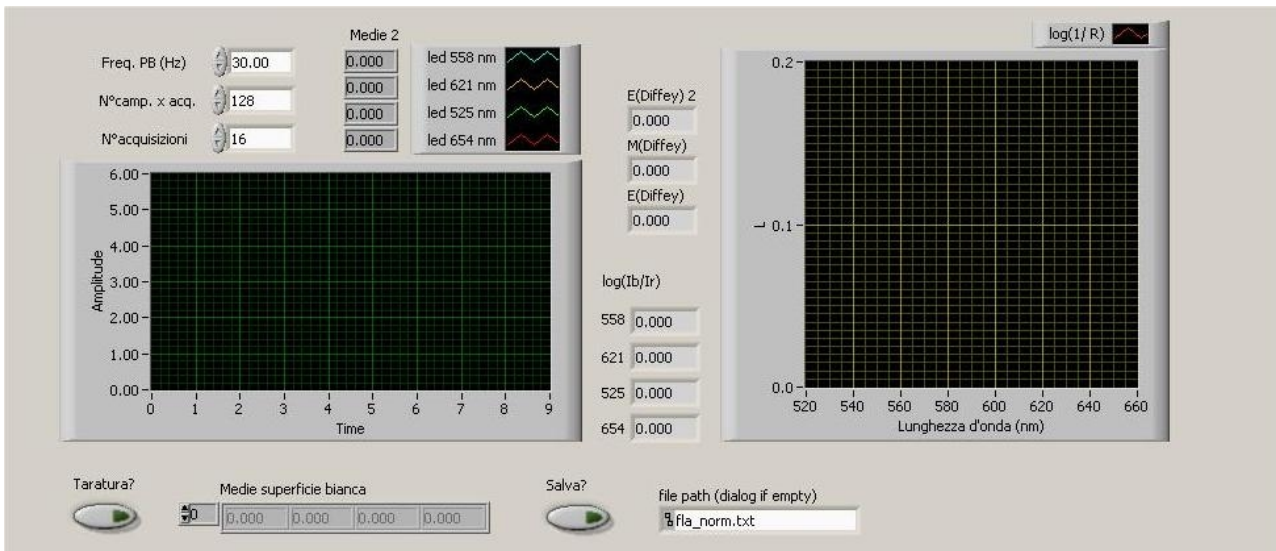 Medie 2
Freq. PB (Hz) 30.00
0.000
led 558 nm
N°camp. x acq. 128
0.000
led 621 nm
N°acquisizioni 16
0.000
led 525 nm
0.000
led 654 nm
6.00
5.00
4.00
3.00
2.00
1.00
0.00
Amplitude
0 1 2 3 4 5 6 7 8 9
Time
E(Diffey) 2
0.000
M(Diffey)
0.000
E(Diffey)
0.000
log(Ib/Ir)
558 0.000
621 0.000
525 0.000
654 0.000
log(1/ R)
0.2
0.1
0.0
L
520 540 560 580 600 620 640 660
Lunghezza d'onda (nm)
Taratura?
Medie superficie bianca
0 0.000 0.000 0.000 0.000
Salva?
file path (dialog if empty)
fla_norm.txt